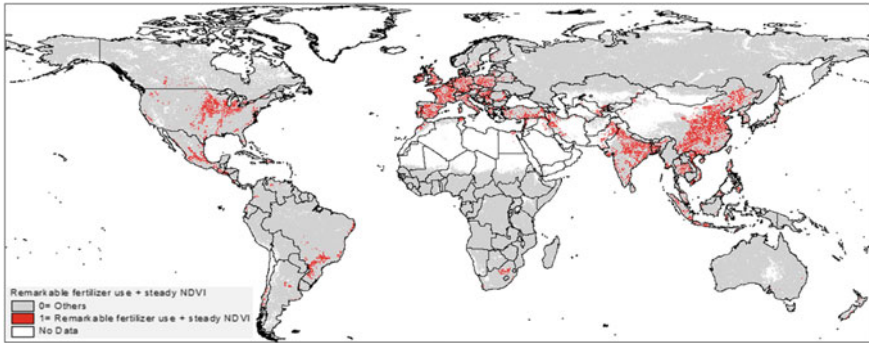 Remarkable fertilizer use + steady NDVI
0= Others
1= Remarkable fertilizer use + steady NDVI
No Data